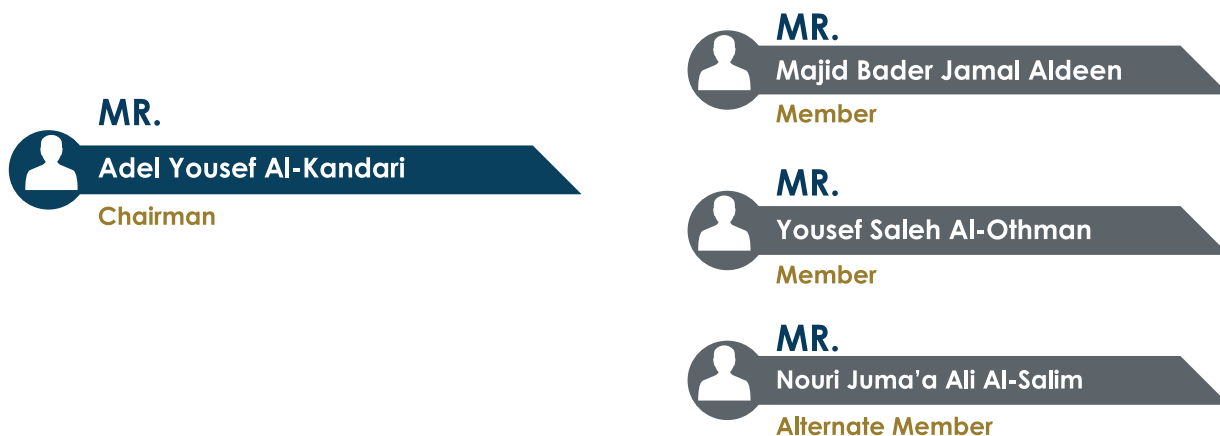 MR.
Adel Yousef Al-Kandari
Chairman
MR.
Majid Bader Jamal Aldeen
Member
MR.
Yousef Saleh Al-Othman
Member
MR.
Nouri Juma’a Ali Al-Salim
Alternate Member